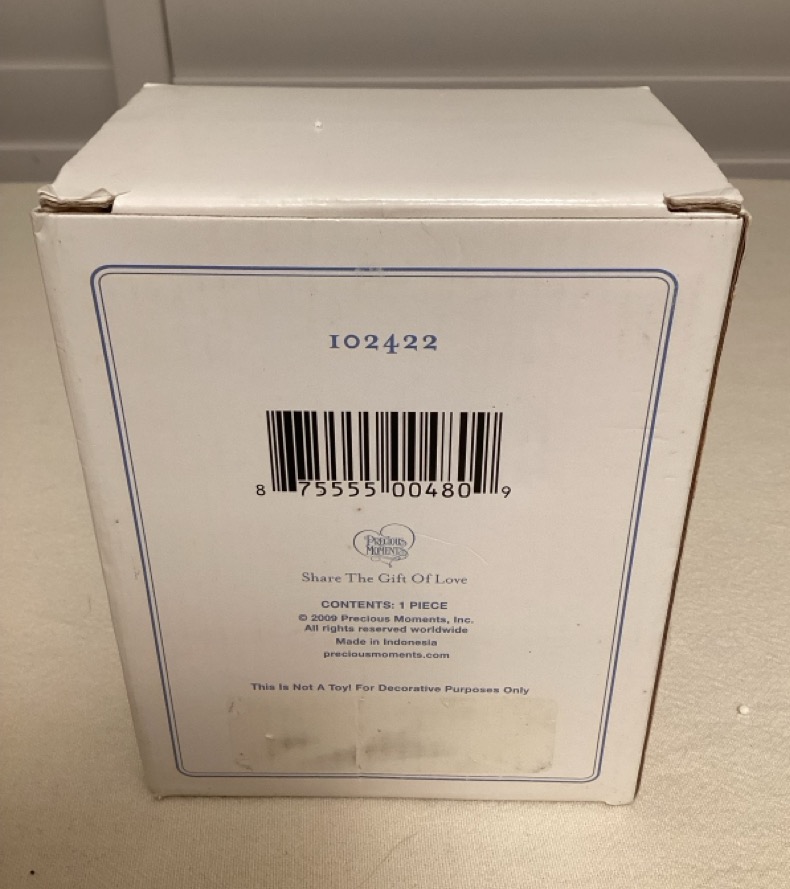 102422
8 75555 00480 9
PRECIOUS
MOMENTS
Share The Gift Of Love
CONTENTS: 1 PIECE
© 2009 Precious Moments, Inc.
All rights reserved worldwide
Made in Indonesia
preciousmoments.com
This Is Not A Toy! For Decorative Purposes Only